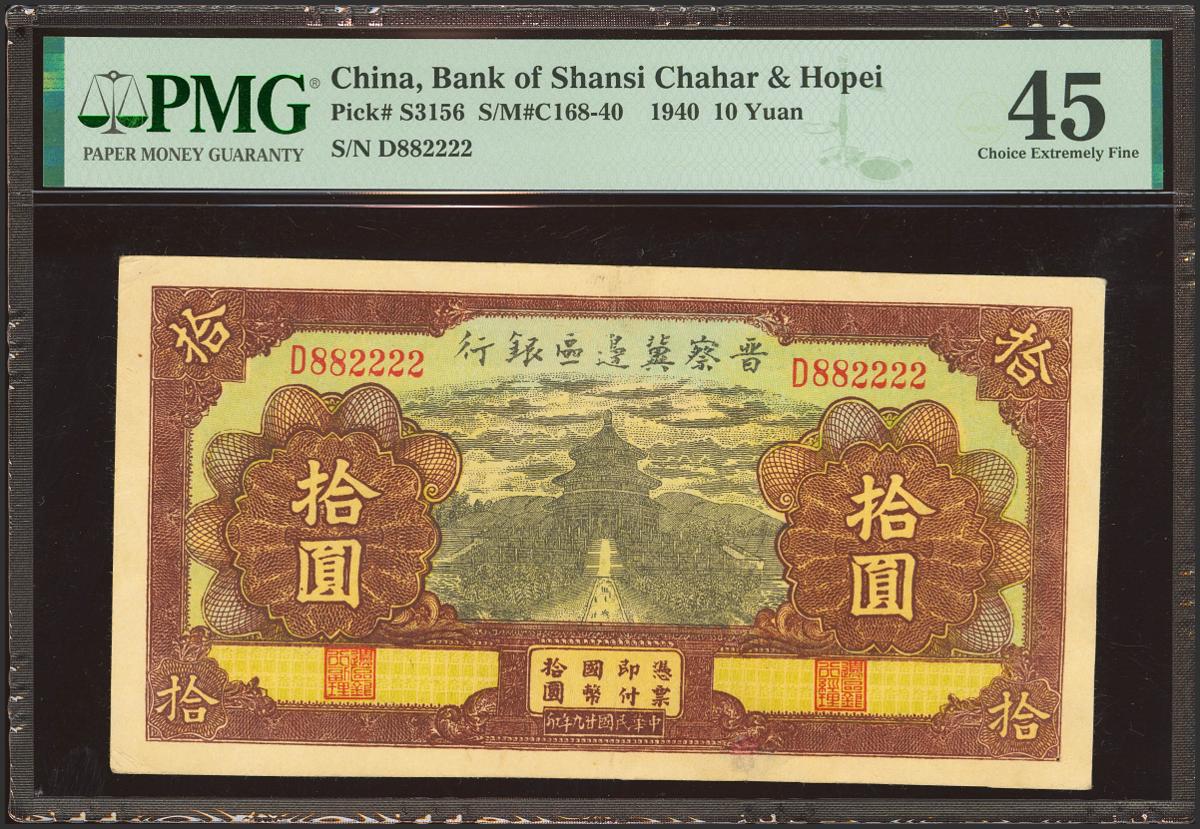 PMG®
PAPER MONEY GUARANTY
China, Bank of Shansi Chahar & Hopei
Pick# S3156 S/M#C168-40 1940 10 Yuan
S/N D882222
45
Choice Extremely Fine
拾
拾
晉察冀邊區銀行
D882222
D882222
拾圓
拾圓
憑票
即付
國幣
拾圓
中華民國廿九年印
拾
拾